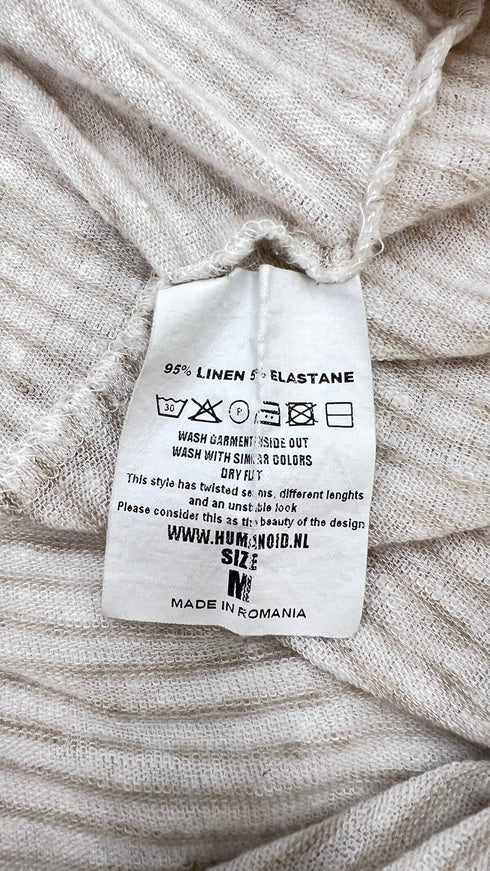 95% LINEN 5% ELASTANE
30 P
WASH GARMENT INSIDE OUT
WASH WITH SIMILAR COLORS
DRY FLAT
This style has twisted seams, different lenghts
and an unstable look
Please consider this as the beauty of the design
WWW.HUMANOID.NL
SIZE
M
MADE IN ROMANIA